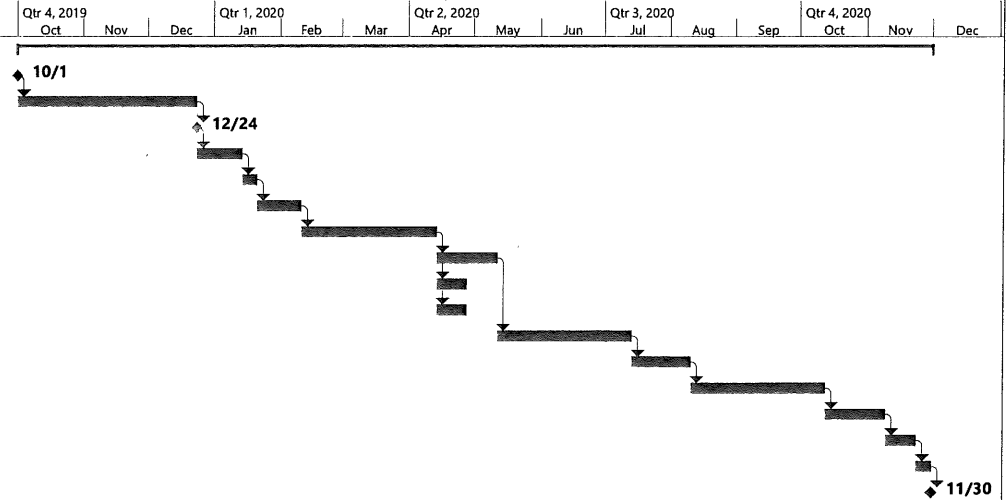 Qtr 4, 2019 Qtr 1, 2020 Qtr 2, 2020 Qtr 3, 2020 Qtr 4, 2020
Oct Nov Dec Jan Feb Mar Apr May Jun Jul Aug Sep Oct Nov Dec
10/1
12/24
11/30